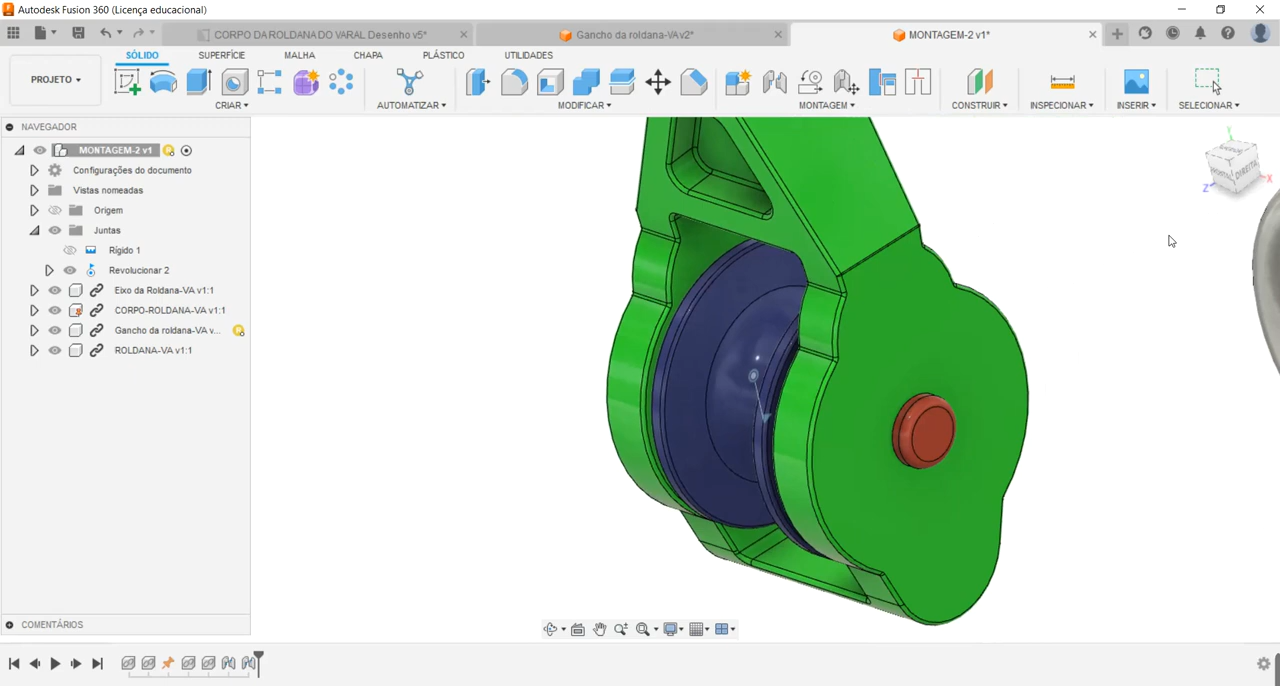 Autodesk Fusion 360 (Licença educacional)
CORPO DA ROLDANA DO VARAL Desenho v5*
Gancho da roldana-VA v2*
MONTAGEM-2 v1*
SÓLIDO SUPERFÍCIE MALHA CHAPA PLÁSTICO UTILIDADES
PROJETO
CRIAR AUTOMATIZAR MODIFICAR MONTAGEM CONSTRUIR INSPECIONAR INSERIR SELECIONAR
NAVEGADOR
MONTAGEM-2 v1
Configurações do documento
Vistas nomeadas
Origem
Juntas
Rígido 1
Revolucionar 2
Eixo da Roldana-VA v1:1
CORPO-ROLDANA-VA v1:1
Gancho da roldana-VA v...
ROLDANA-VA v1:1
Y
DIREITA
X
Z
COMENTÁRIOS